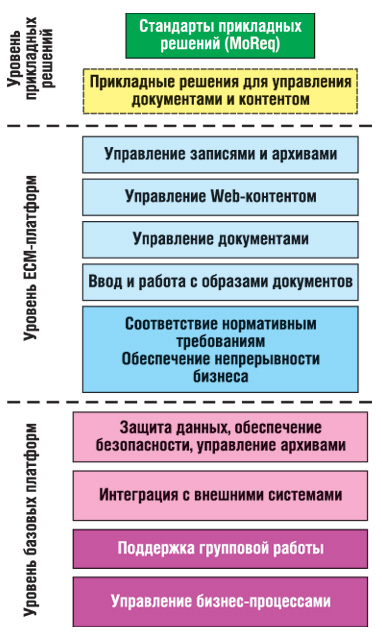 Уровень
прикладных
решений
Стандарты прикладных
решений (MoReq)
Прикладные решения для управления
документами и контентом
Уровень ECM-платформ
Управление записями и архивами
Управление Web-контентом
Управление документами
Ввод и работа с образами документов
Соответствие нормативным
требованиям
Обеспечение непрерывности
бизнеса
Уровень базовых платформ
Защита данных, обеспечение
безопасности, управление архивами
Интеграция с внешними системами
Поддержка групповой работы
Управление бизнес-процессами